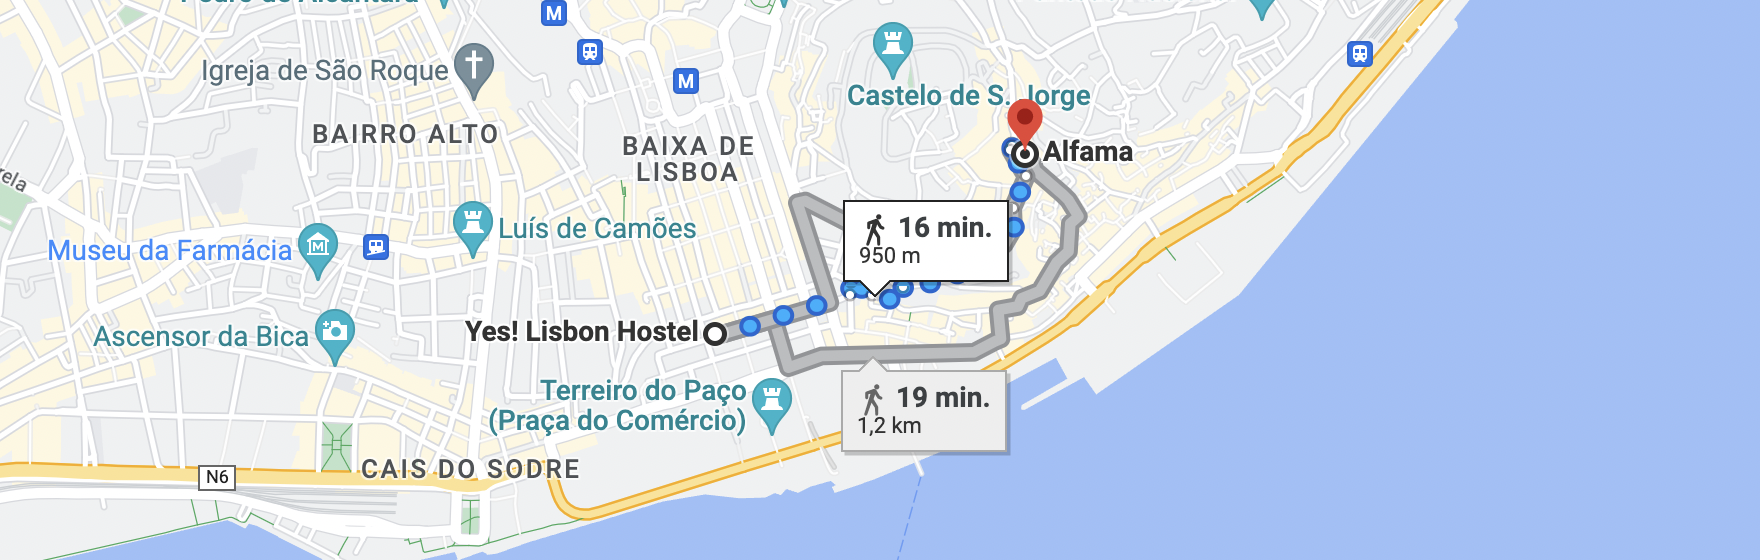 M
Igreja de São Roque
M
Castelo de S. Jorge
BAIRRO ALTO
BAIXA DE
LISBOA
Alfama
Luís de Camões
Museu da Farmácia
M
16 min.
950 m
Yes! Lisbon Hostel
Ascensor da Bica
Terreiro do Paço
(Praça do Comércio)
19 min.
1,2 km
CAIS DO SODRE
N6